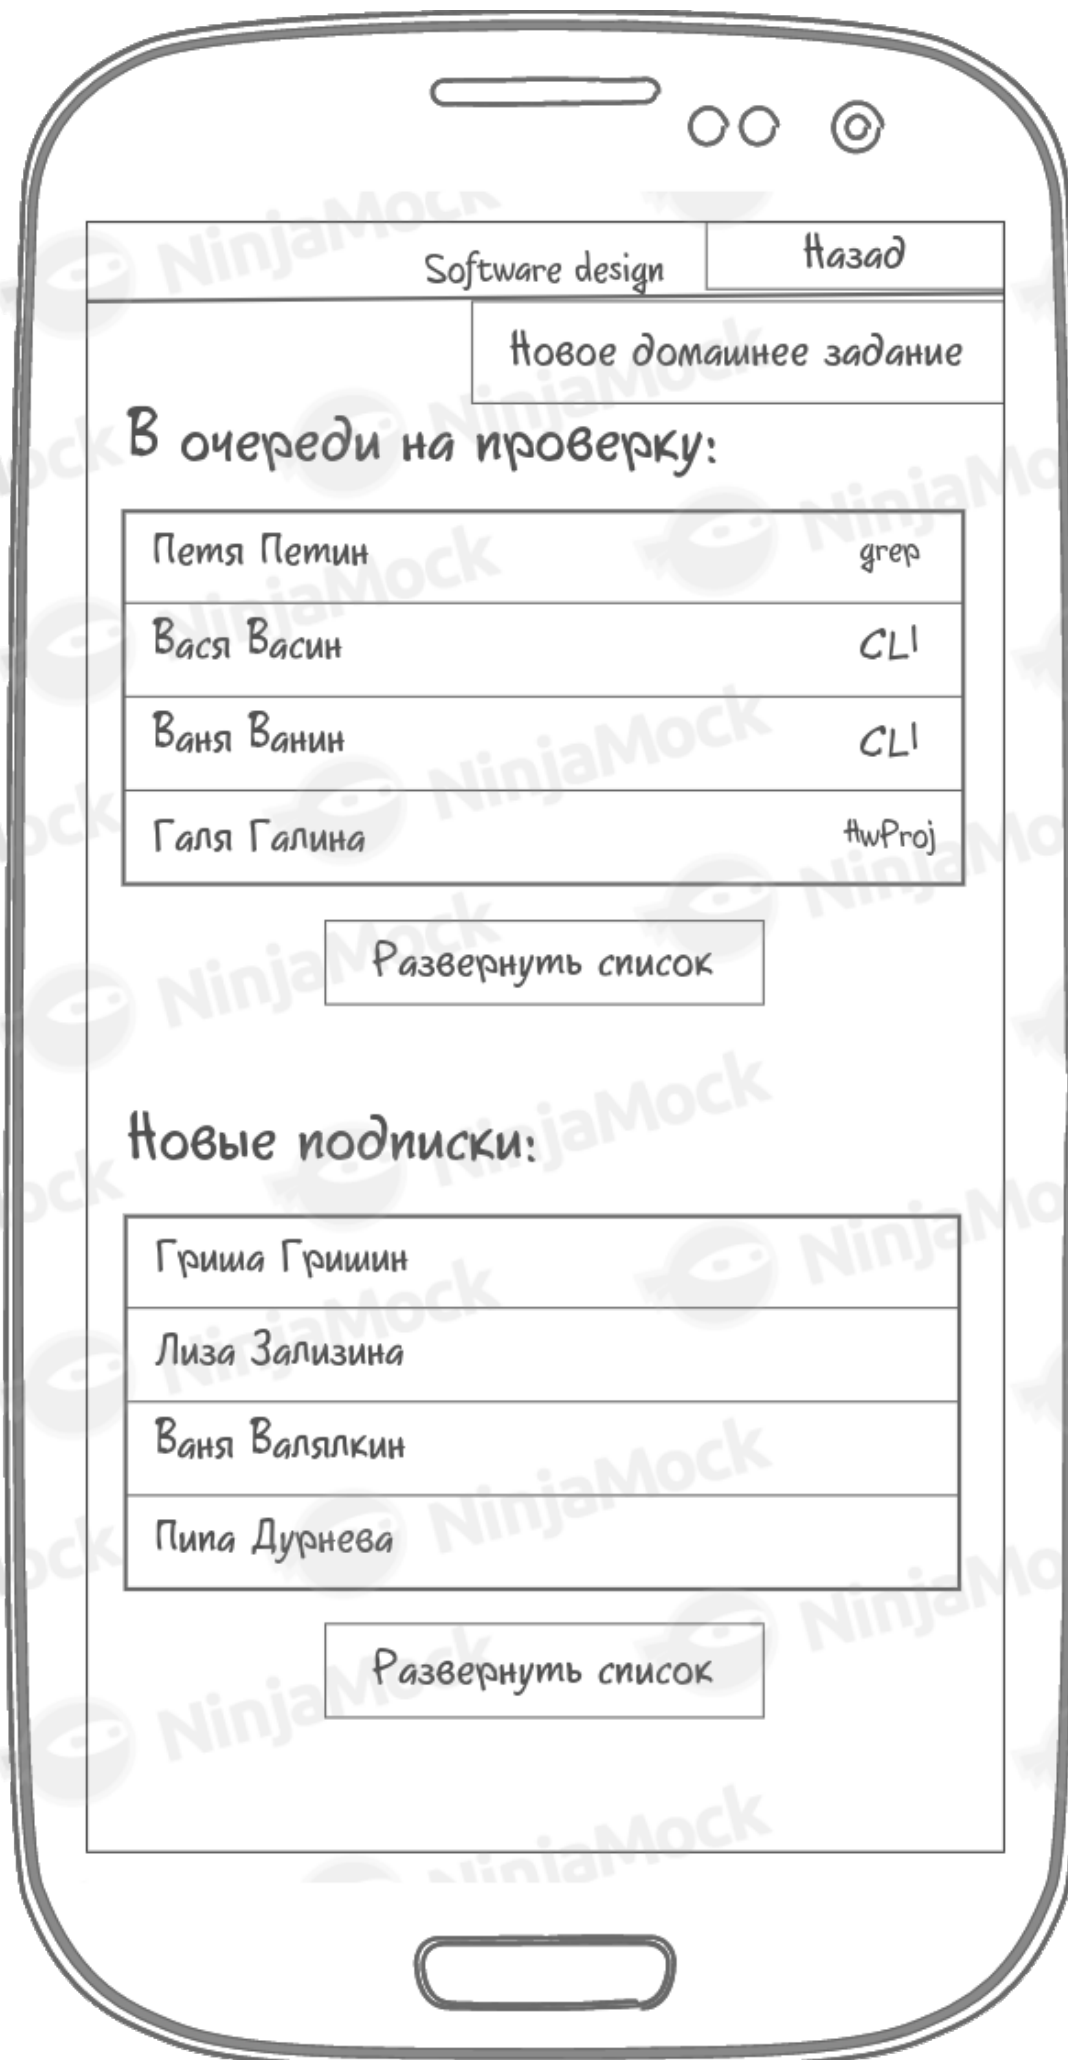 Software design
Назад
Новое домашнее задание
В очереди на проверку:
Петя Петин grep
Вася Васин CLI
Ваня Ванин CLI
Галя Галина HwProj
Развернуть список
Новые подписки:
Гриша Гришин
Лиза Зализина
Ваня Валялкин
Пипа Дурнева
Развернуть список
NinjaMock